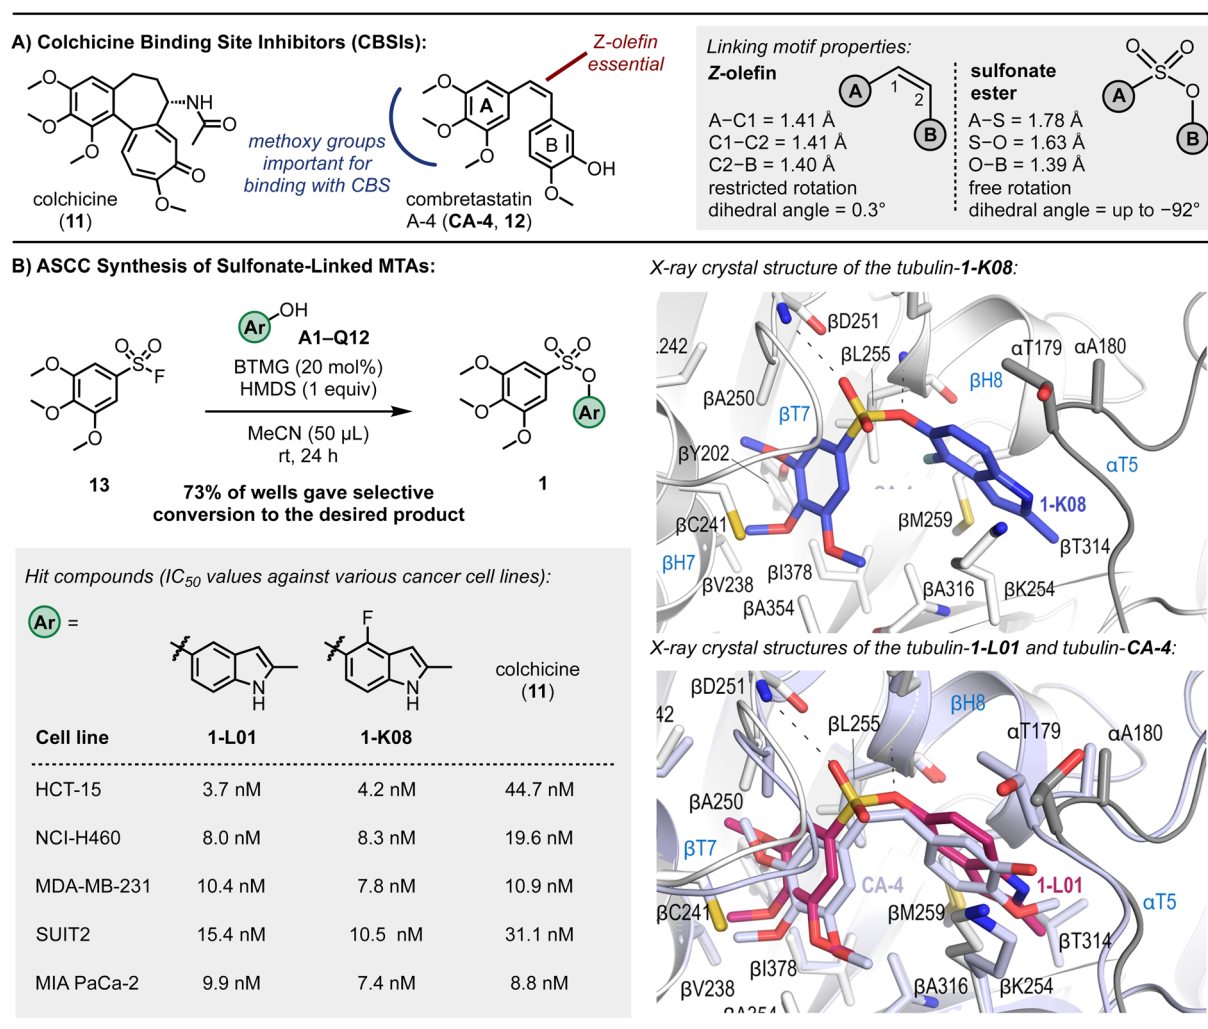 A) Colchicine Binding Site Inhibitors (CBSIs):
O
O
O
NH
O
O
O
colchicine
(11)
methoxy groups
important for
binding with CBS
Z-olefin
essential
O
O
O
A
B
OH
O
combretastatin
A-4 (CA-4, 12)
Linking motif properties:
Z-olefin
A
1
2
B
A–C1 = 1.41 Å
C1–C2 = 1.41 Å
C2–B = 1.40 Å
restricted rotation
dihedral angle = 0.3°
sulfonate
ester
O O
S
A
O
B
A–S = 1.78 Å
S–O = 1.63 Å
O–B = 1.39 Å
free rotation
dihedral angle = up to −92°
B) ASCC Synthesis of Sulfonate-Linked MTAs:
O O
S
F
O
O
O
13
Ar
OH
A1–Q12
BTMG (20 mol%)
HMDS (1 equiv)
MeCN (50 µL)
rt, 24 h
O O
S
O
Ar
O
O
O
1
73% of wells gave selective
conversion to the desired product
Hit compounds (IC50 values against various cancer cell lines):
Ar =
N
H
F
N
H
colchicine
(11)
Cell line 1-L01 1-K08
HCT-15 3.7 nM 4.2 nM 44.7 nM
NCI-H460 8.0 nM 8.3 nM 19.6 nM
MDA-MB-231 10.4 nM 7.8 nM 10.9 nM
SUIT2 15.4 nM 10.5 nM 31.1 nM
MIA PaCa-2 9.9 nM 7.4 nM 8.8 nM
X-ray crystal structure of the tubulin-1-K08:
βD251
.242
βL255
αT179
αA180
βH8
βA250
βT7
βY202
αT5
βC241
βM259
1-K08
βH7
βT314
βI378
βV238
βA316
βK254
βA354
X-ray crystal structures of the tubulin-1-L01 and tubulin-CA-4:
βD251
βH8
42
βL255
αT179
αA180
βA250
βT7
CA-4
1-L01
βC241
βM259
αT5
βT314
βI378
βV238
βA316
βK254